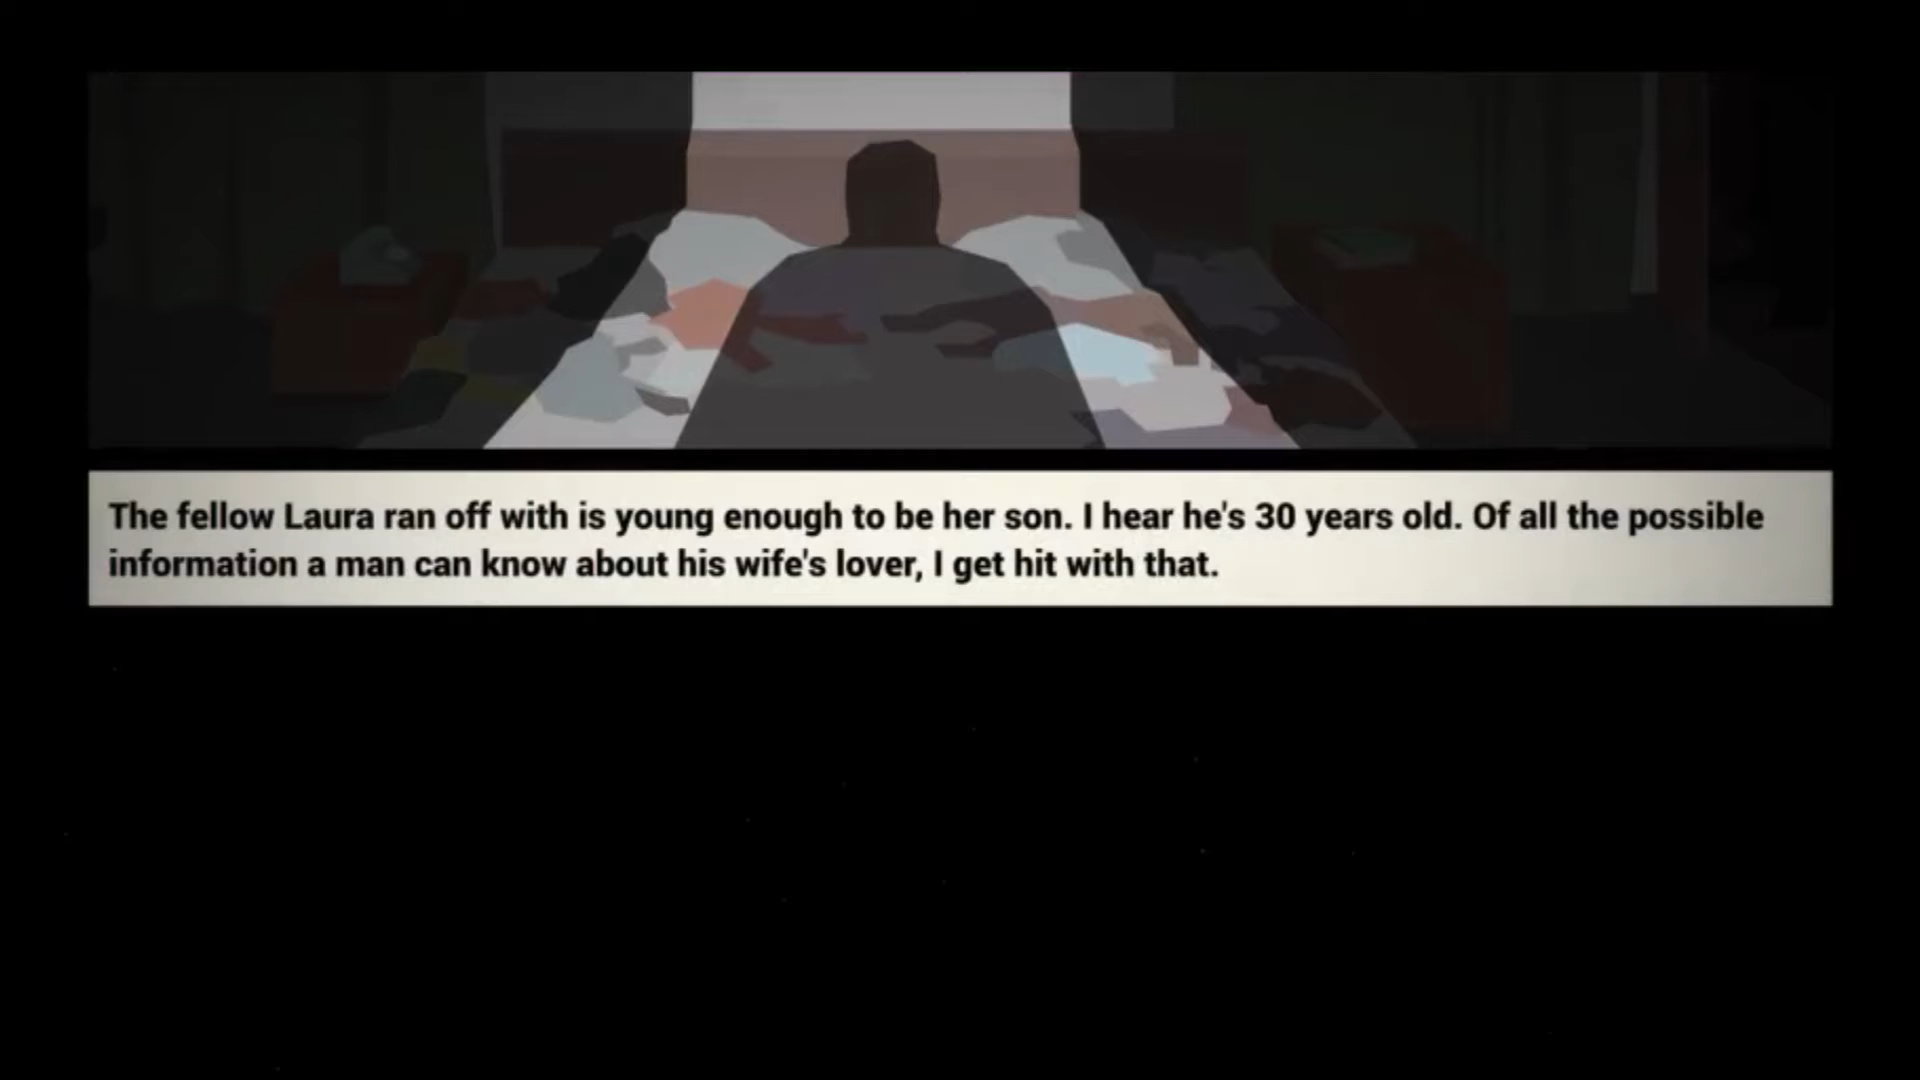 The fellow Laura ran off with is young enough to be her son. I hear he's 30 years old. Of all the possible
information a man can know about his wife's lover, I get hit with that.